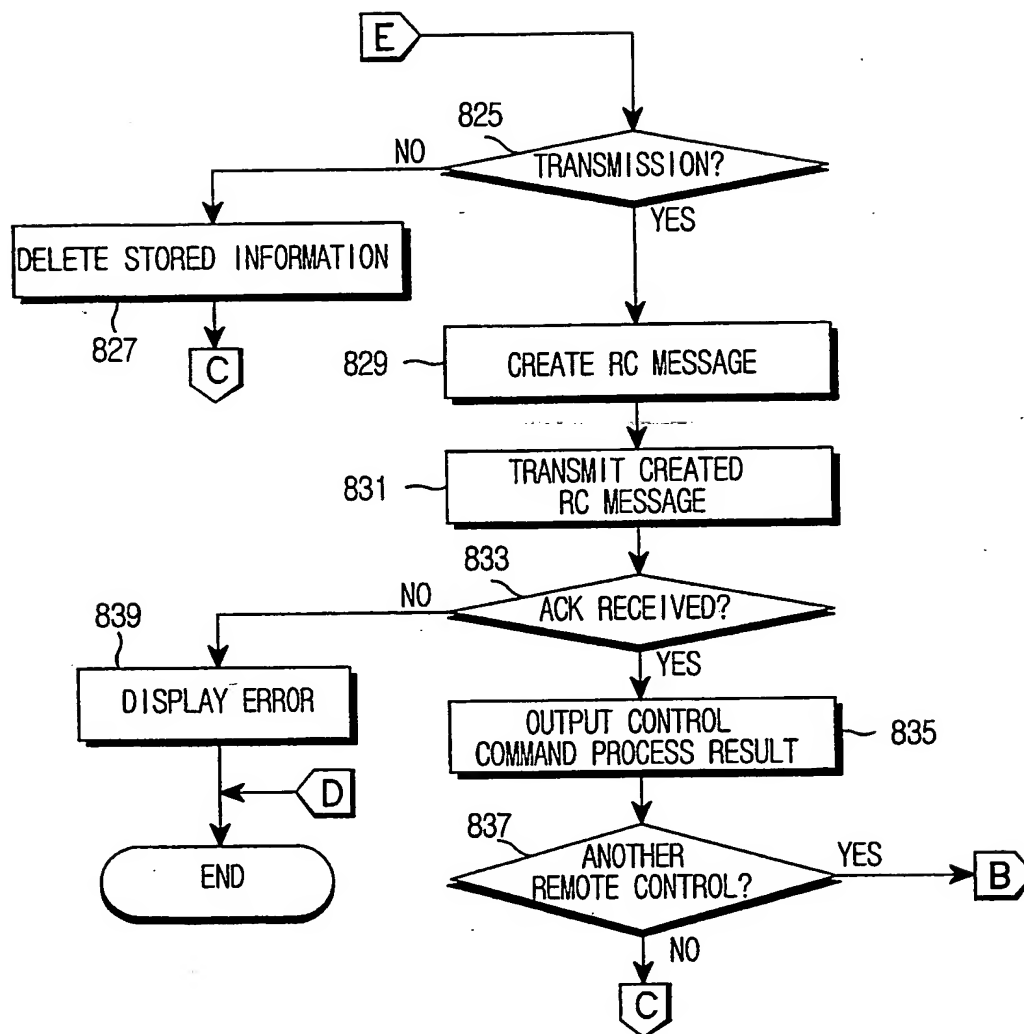 E
825
NO
TRANSMISSION?
YES
DELETE STORED INFORMATION
827
C
829
CREATE RC MESSAGE
831
TRANSMIT CREATED
RC MESSAGE
833
NO
ACK RECEIVED?
YES
839
DISPLAY ERROR
OUTPUT CONTROL
COMMAND PROCESS RESULT
835
D
837
END
ANOTHER
REMOTE CONTROL?
YES
B
NO
C